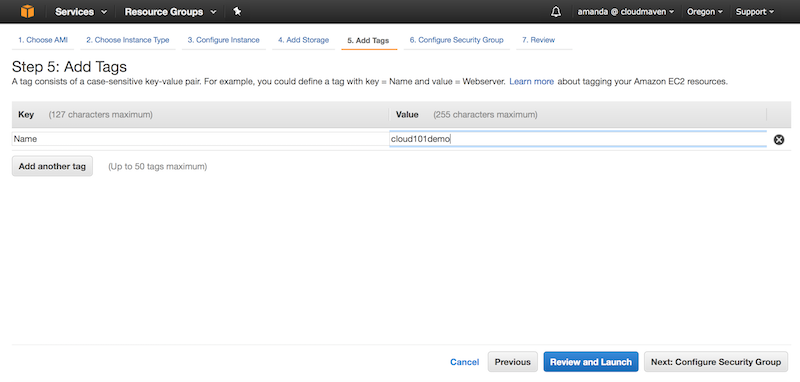 Services Resource Groups amanda @ cloudmaven Oregon Support
1. Choose AMI 2. Choose Instance Type 3. Configure Instance 4. Add Storage 5. Add Tags 6. Configure Security Group 7. Review
Step 5: Add Tags
A tag consists of a case-sensitive key-value pair. For example, you could define a tag with key = Name and value = Webserver. Learn more about tagging your Amazon EC2 resources.
Key (127 characters maximum) Value (255 characters maximum)
Name cloud101demo
Add another tag (Up to 50 tags maximum)
Cancel Previous Review and Launch Next: Configure Security Group